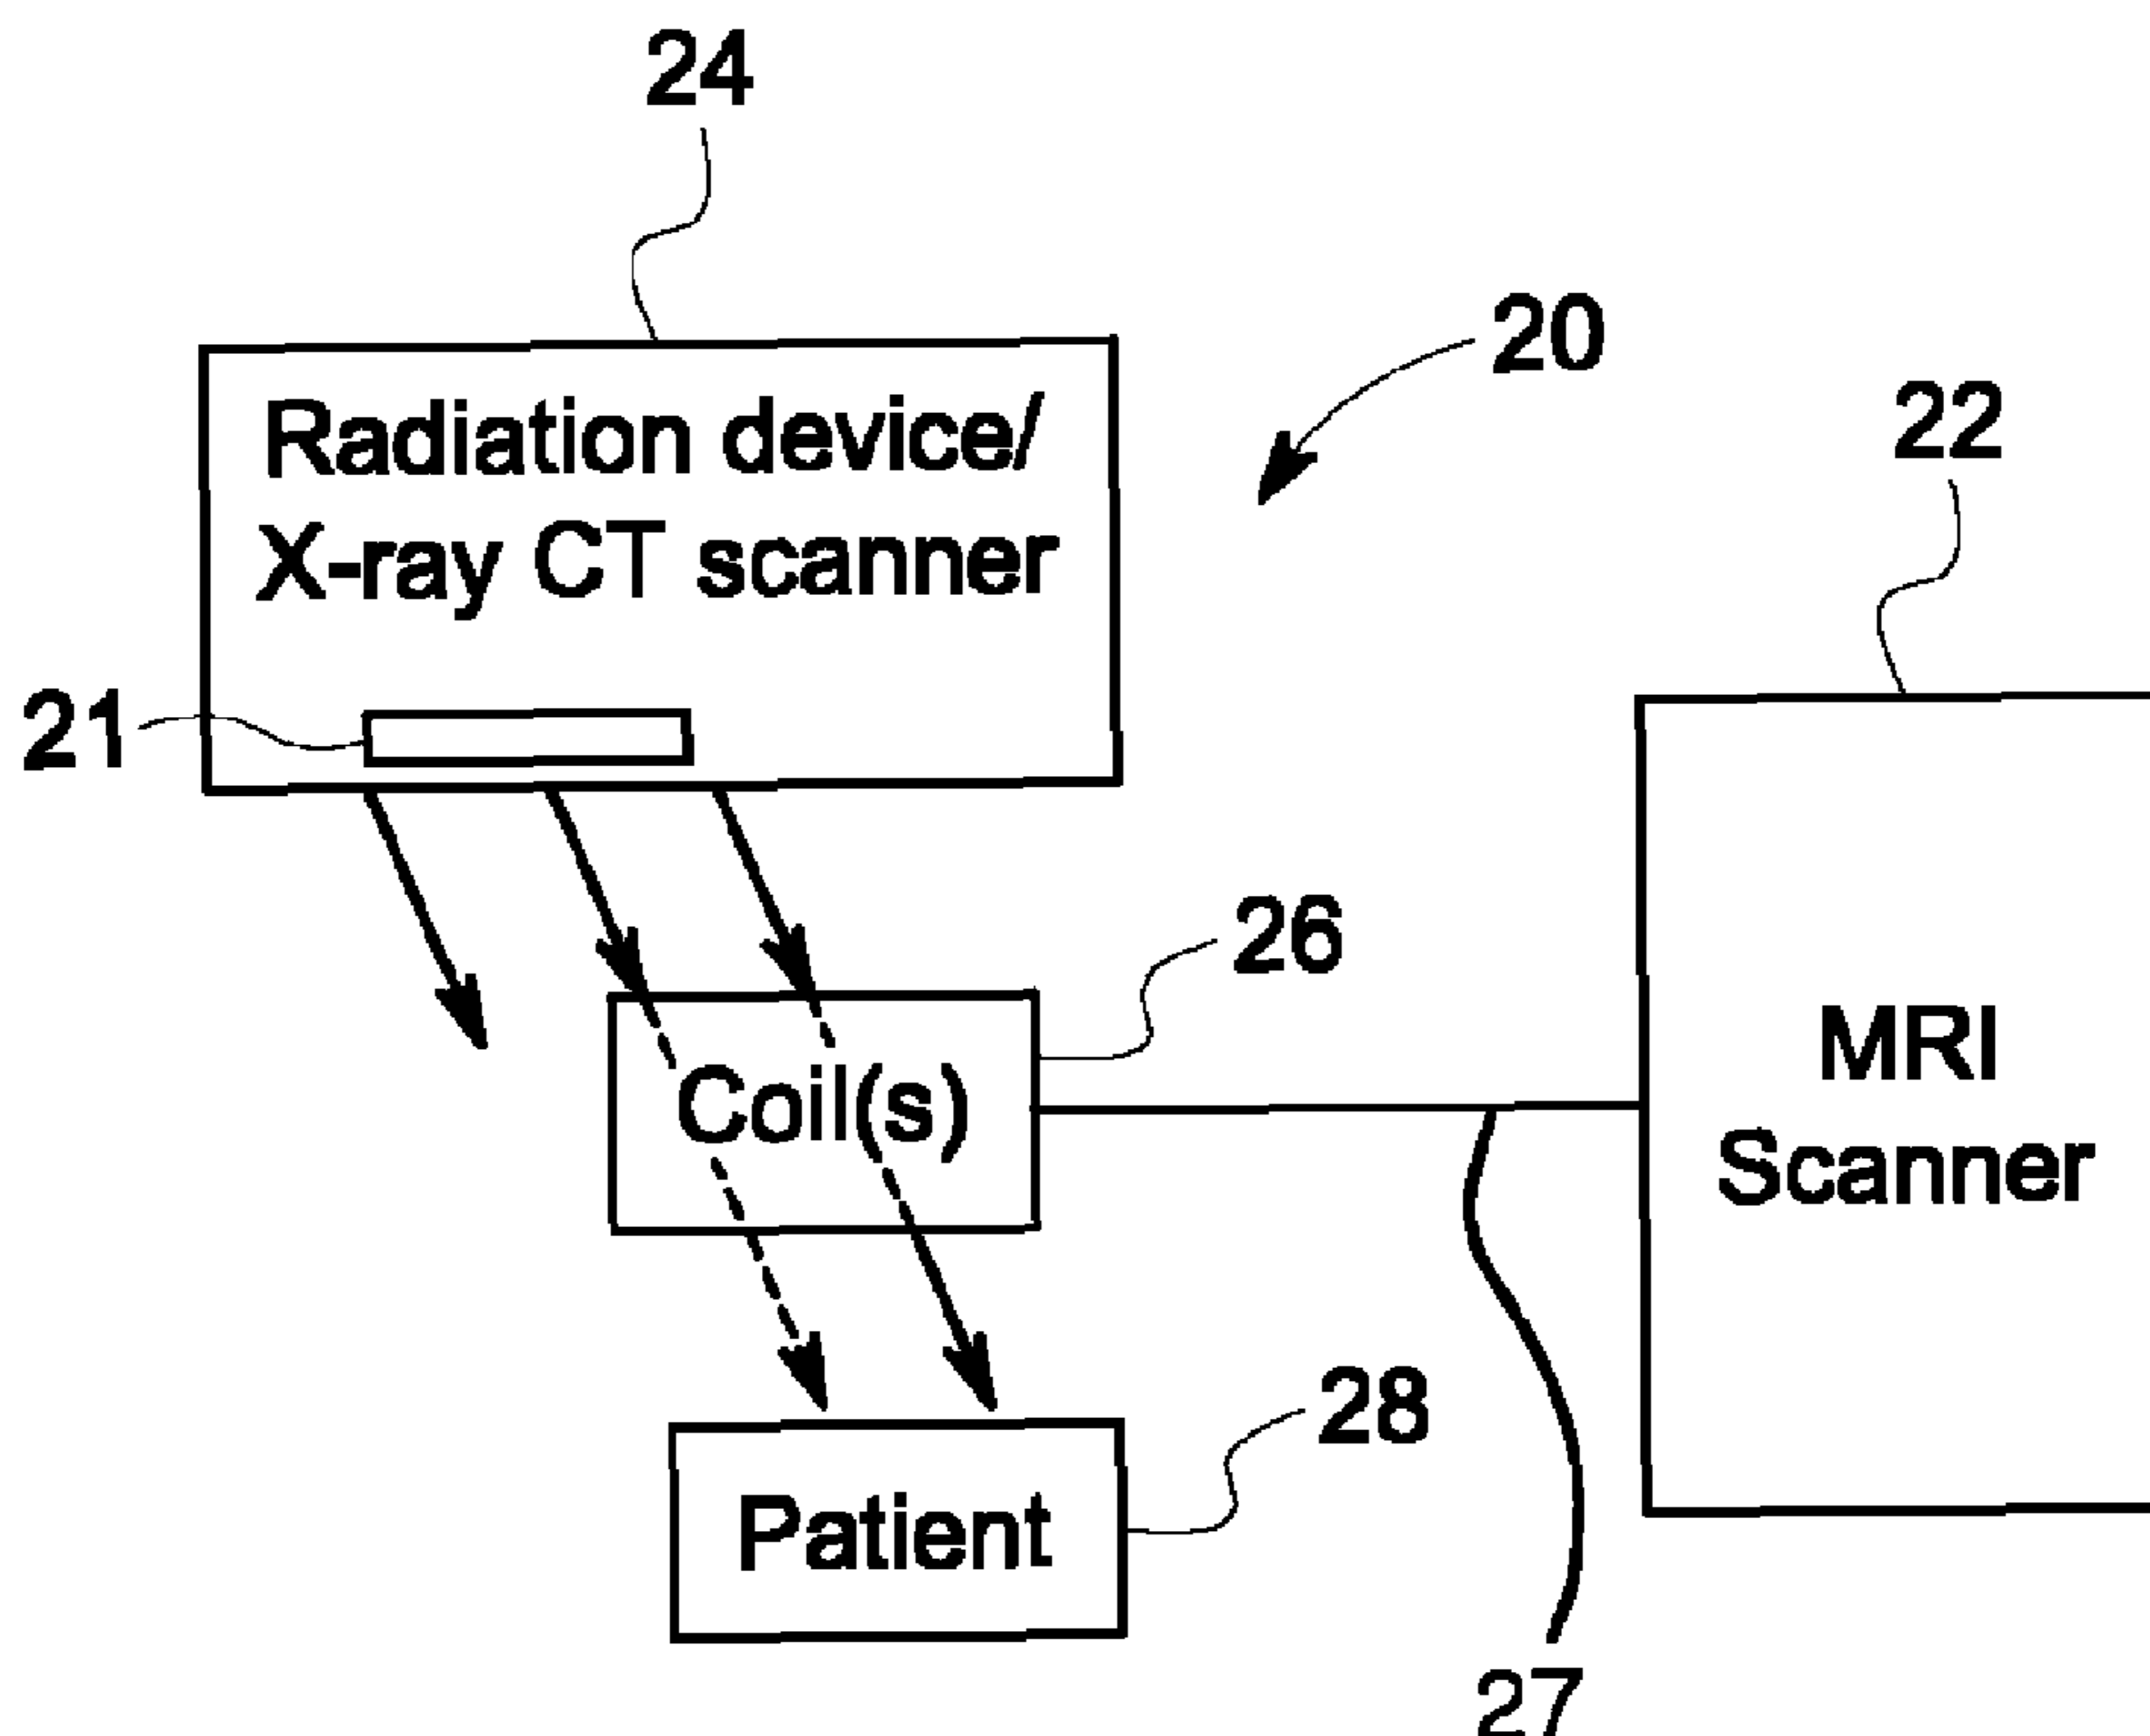 24
20
22
Radiation device/
X-ray CT scanner
21
26
MRI
Scanner
Coil(s)
28
Patient
27